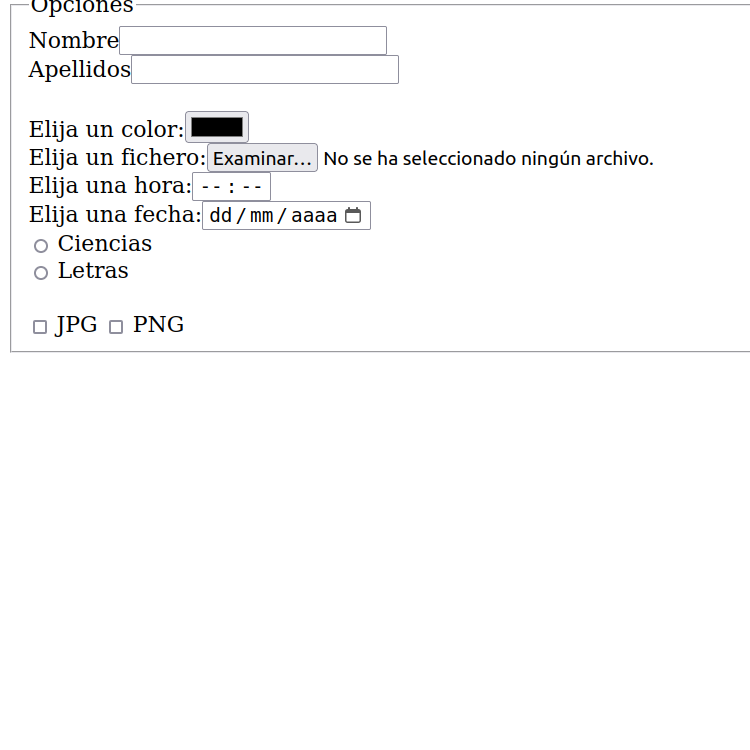 Opciones
Nombre
Apellidos
Elija un color:
Elija un fichero: Examinar... No se ha seleccionado ningún archivo.
Elija una hora: -- : --
Elija una fecha: dd / mm / aaaa
Ciencias
Letras
JPG PNG